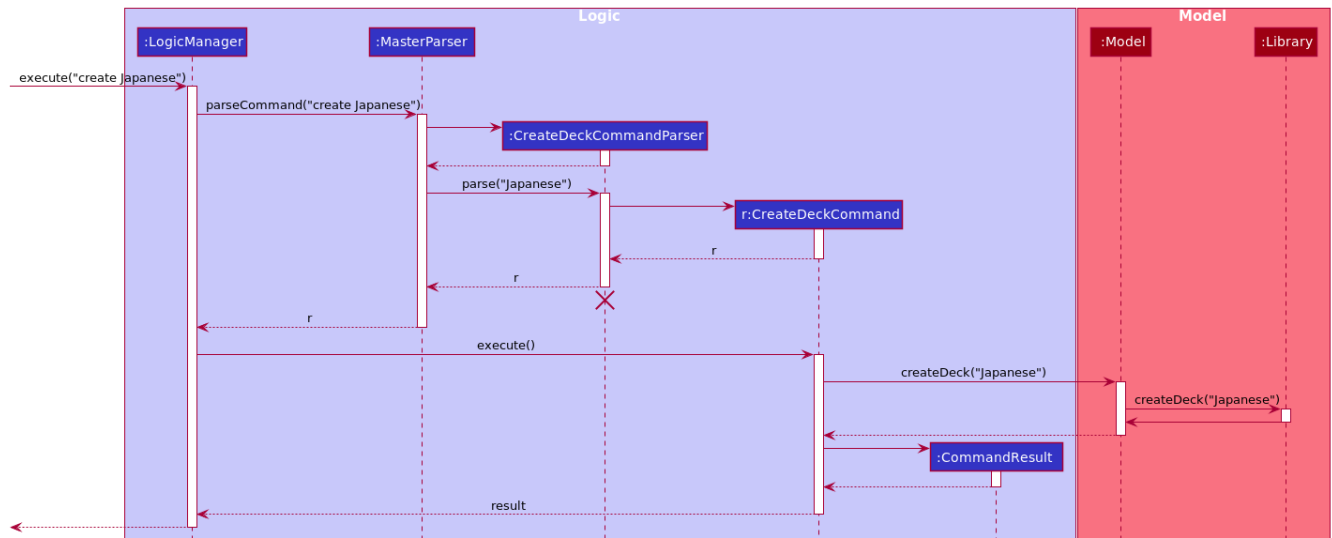 Logic
Model
:LogicManager
:MasterParser
:Model
:Library
execute("create Japanese")
parseCommand("create Japanese")
:CreateDeckCommandParser
parse("Japanese")
r:CreateDeckCommand
r
r
r
execute()
createDeck("Japanese")
createDeck("Japanese")
:CommandResult
result